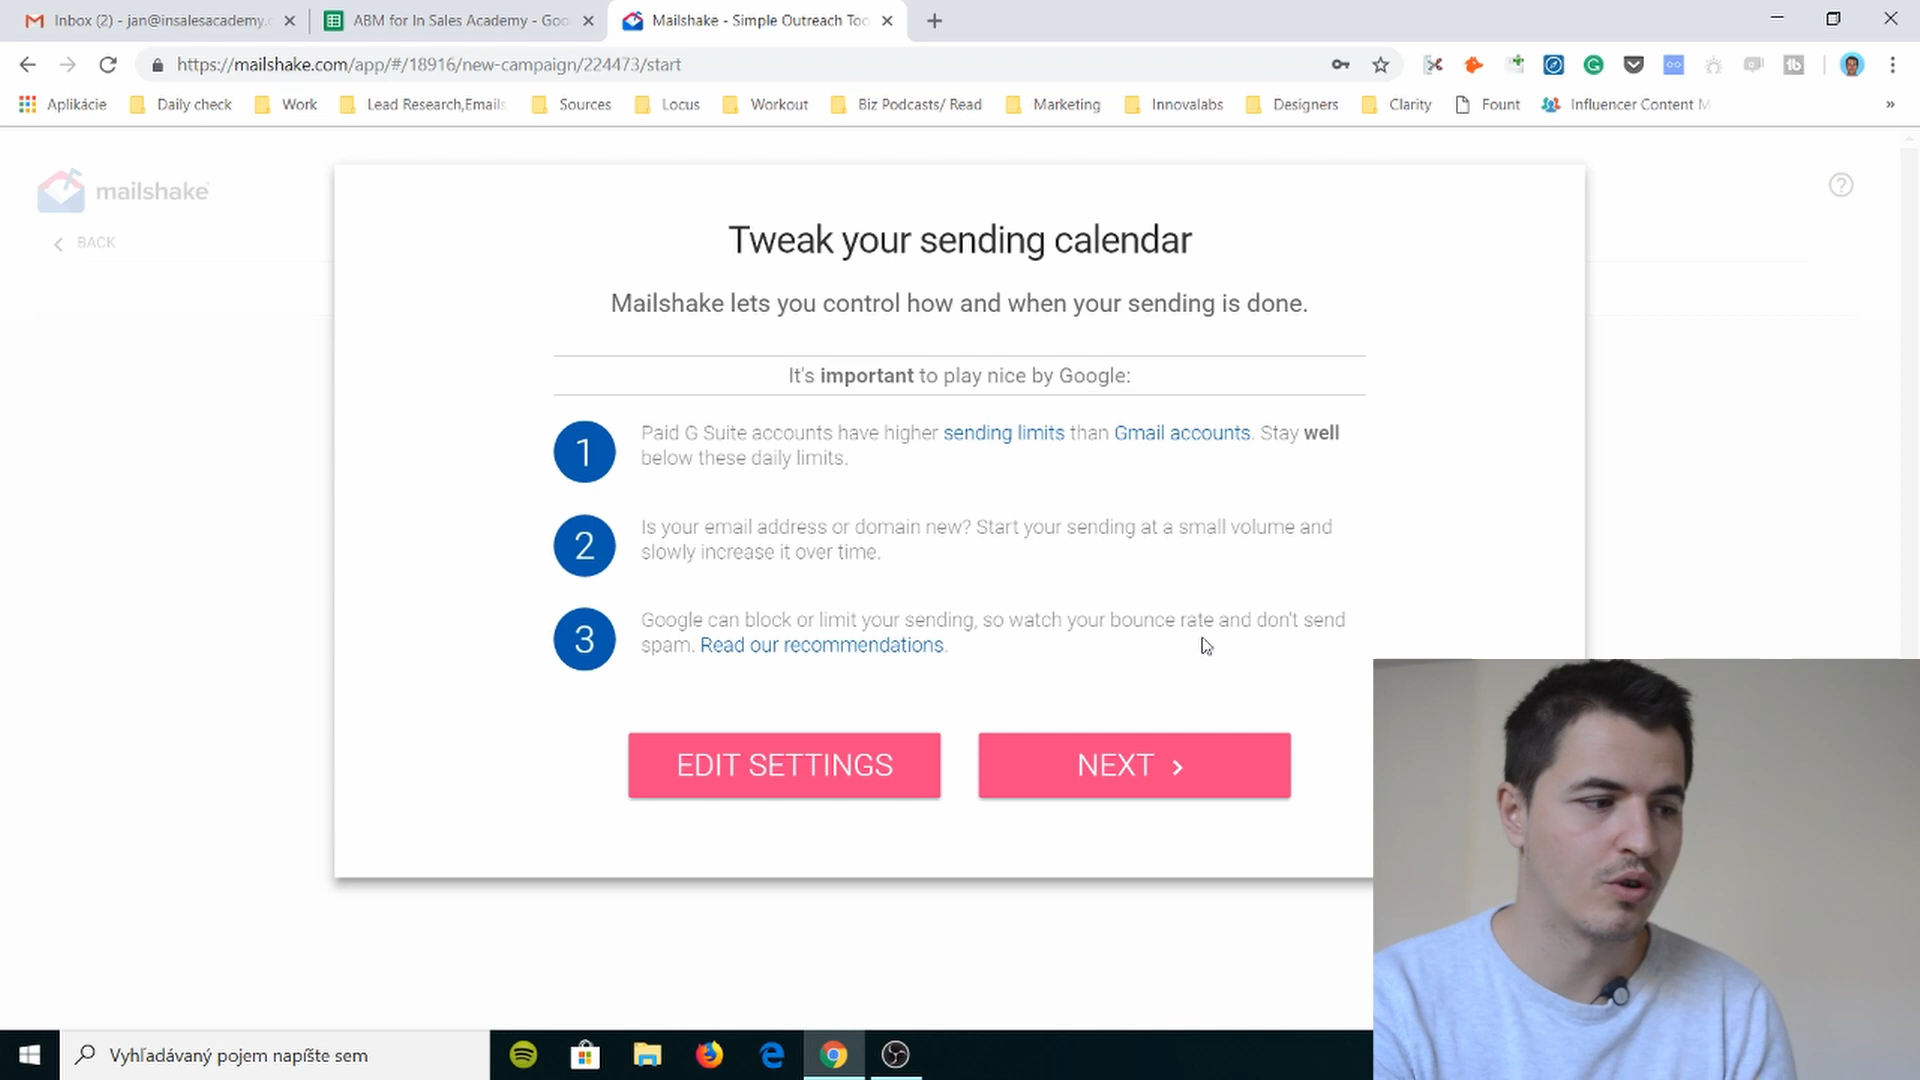 Inbox (2) - jan@insalesacademy.c
ABM for In Sales Academy - Goo
Mailshake - Simple Outreach Too
https://mailshake.com/app/#/18916/new-campaign/224473/start
Aplikácie
Daily check
Work
Lead Research,Emails
Sources
Locus
Workout
Biz Podcasts/ Read
Marketing
Innovalabs
Designers
Clarity
Fount
Influencer Content M
mailshake
BACK
Tweak your sending calendar
Mailshake lets you control how and when your sending is done.
It's important to play nice by Google:
1
Paid G Suite accounts have higher sending limits than Gmail accounts. Stay well
below these daily limits.
2
Is your email address or domain new? Start your sending at a small volume and
slowly increase it over time.
3
Google can block or limit your sending, so watch your bounce rate and don't send
spam. Read our recommendations.
EDIT SETTINGS
NEXT
Vyhľadávaný pojem napíšte sem